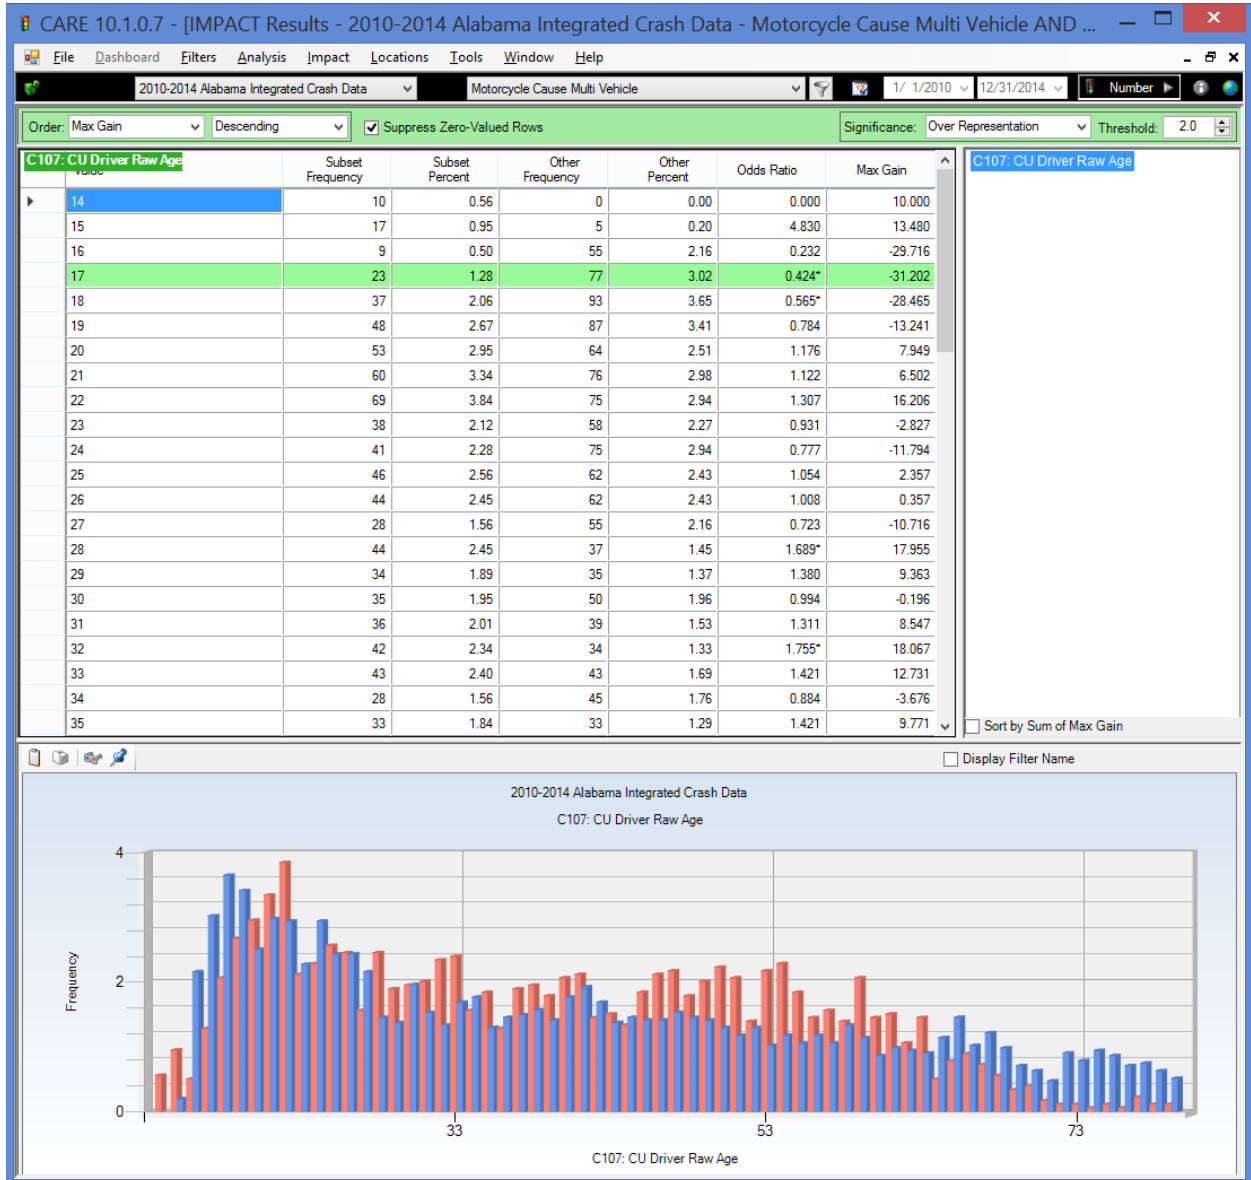 CARE 10.1.0.7 - [IMPACT Results - 2010-2014 Alabama Integrated Crash Data - Motorcycle Cause Multi Vehicle AND ...
File Dashboard Filters Analysis Impact Locations Tools Window Help
2010-2014 Alabama Integrated Crash Data Motorcycle Cause Multi Vehicle 1/ 1/2010 12/31/2014 Number
Order: Max Gain Descending Suppress Zero-Valued Rows Significance: Over Representation Threshold: 2.0
C107: CU Driver Raw Age Subset Frequency Subset Percent Other Frequency Other Percent Odds Ratio Max Gain C107: CU Driver Raw Age
14 10 0.56 0 0.00 0.000 10.000
15 17 0.95 5 0.20 4.830 13.480
16 9 0.50 55 2.16 0.232 -29.716
17 23 1.28 77 3.02 0.424* -31.202
18 37 2.06 93 3.65 0.565* -28.465
19 48 2.67 87 3.41 0.784 -13.241
20 53 2.95 64 2.51 1.176 7.949
21 60 3.34 76 2.98 1.122 6.502
22 69 3.84 75 2.94 1.307 16.206
23 38 2.12 58 2.27 0.931 -2.827
24 41 2.28 75 2.94 0.777 -11.794
25 46 2.56 62 2.43 1.054 2.357
26 44 2.45 62 2.43 1.008 0.357
27 28 1.56 55 2.16 0.723 -10.716
28 44 2.45 37 1.45 1.689* 17.955
29 34 1.89 35 1.37 1.380 9.363
30 35 1.95 50 1.96 0.994 -0.196
31 36 2.01 39 1.53 1.311 8.547
32 42 2.34 34 1.33 1.755* 18.067
33 43 2.40 43 1.69 1.421 12.731
34 28 1.56 45 1.76 0.884 -3.676
35 33 1.84 33 1.29 1.421 9.771
Sort by Sum of Max Gain
Display Filter Name
2010-2014 Alabama Integrated Crash Data
C107: CU Driver Raw Age
4
2
0
Frequency
33 53 73
C107: CU Driver Raw Age